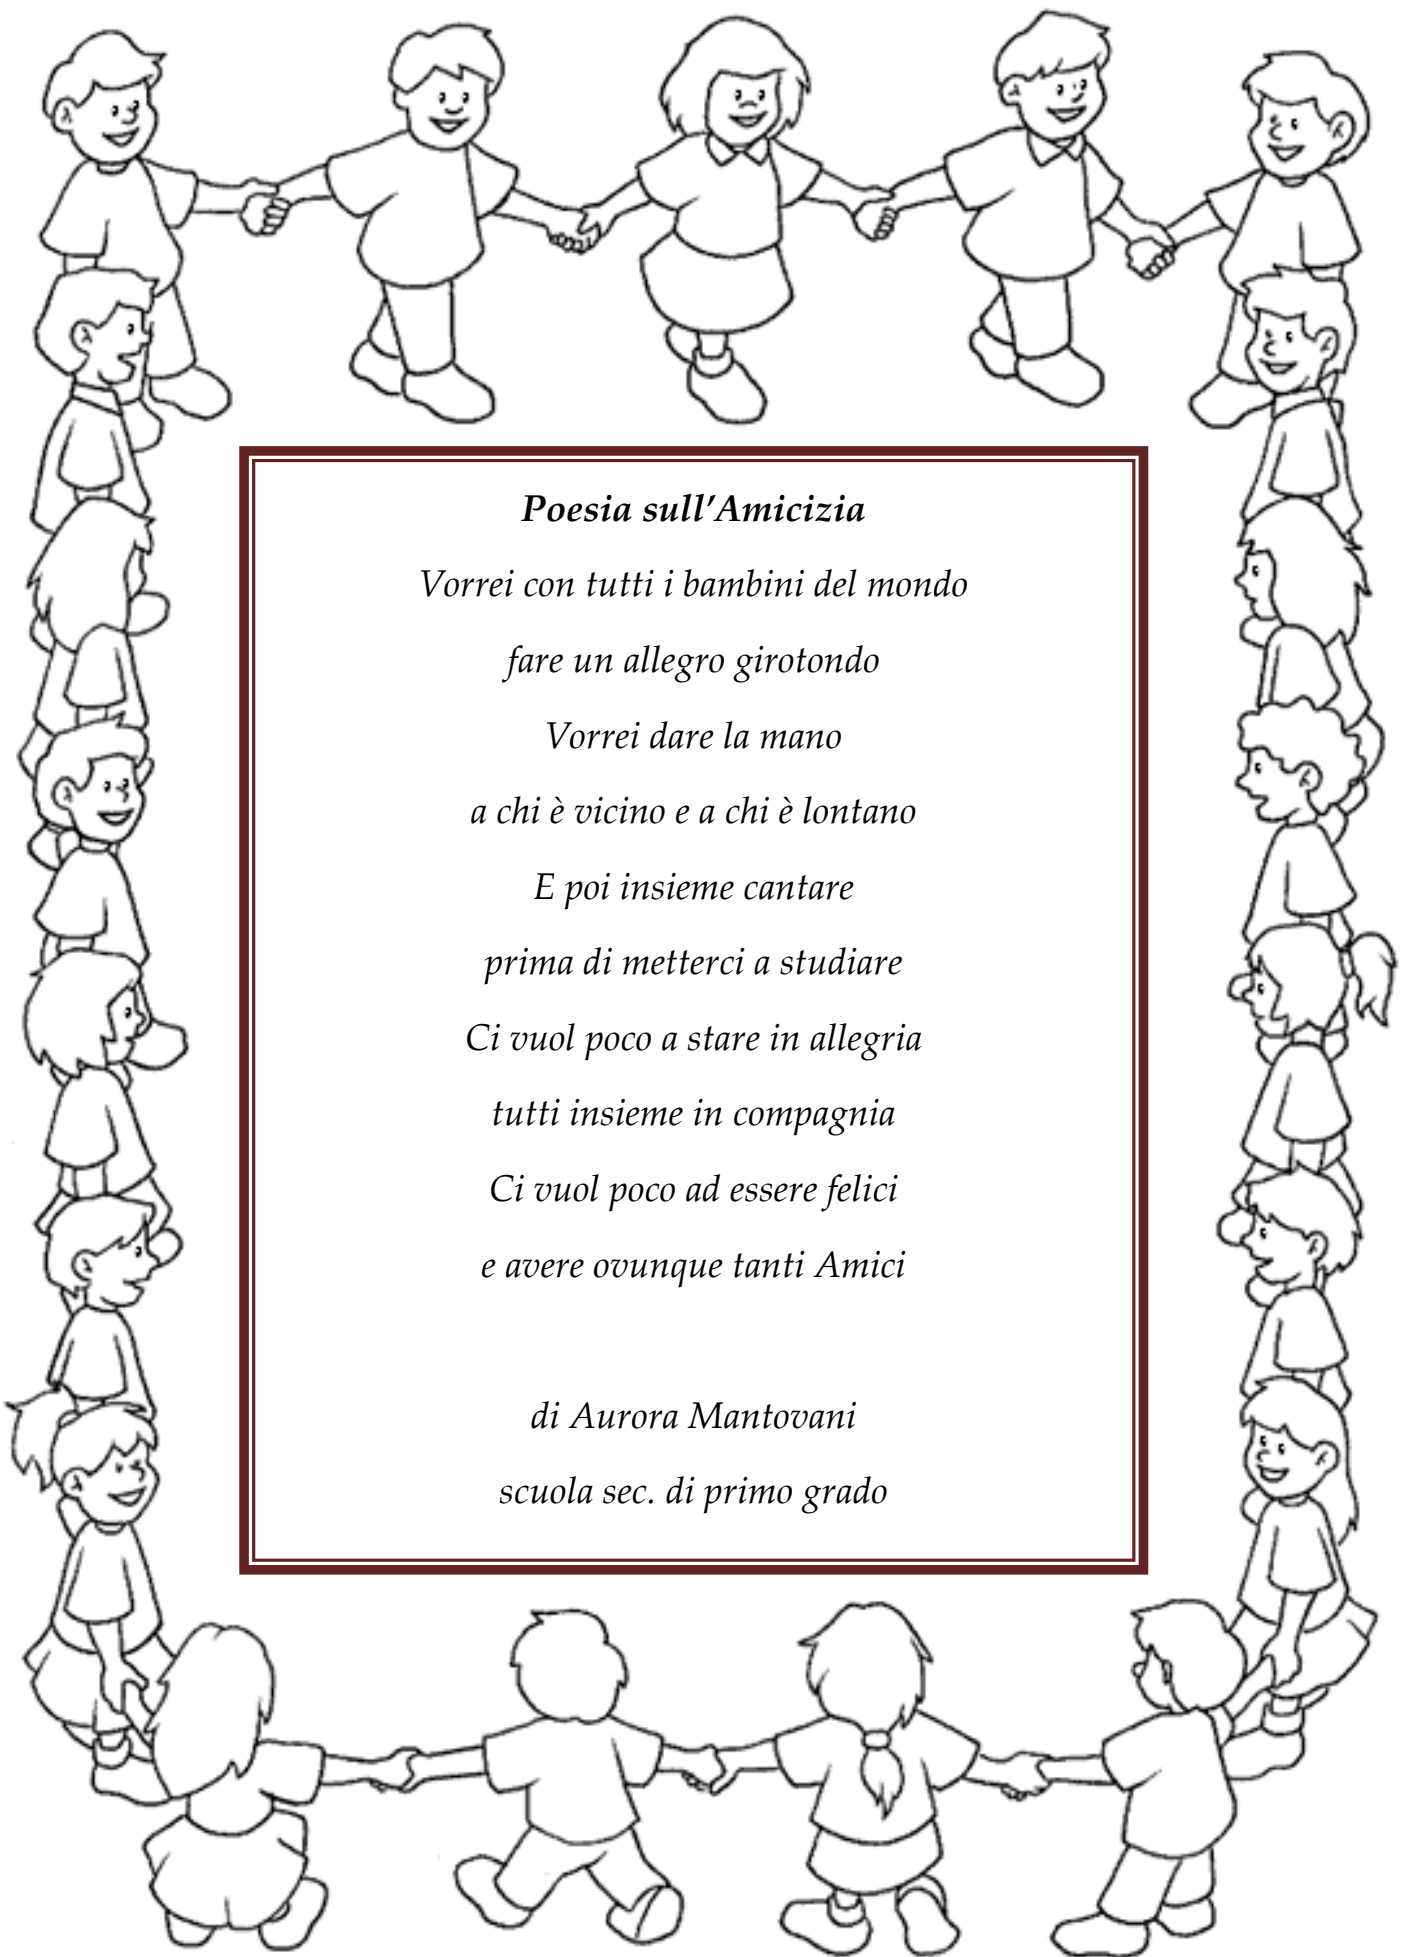 Poesia sull’Amicizia
Vorrei con tutti i bambini del mondo
fare un allegro girotondo
Vorrei dare la mano
a chi è vicino e a chi è lontano
E poi insieme cantare
prima di metterci a studiare
Ci vuol poco a stare in allegria
tutti insieme in compagnia
Ci vuol poco ad essere felici
e avere ovunque tanti Amici
di Aurora Mantovani
scuola sec. di primo grado